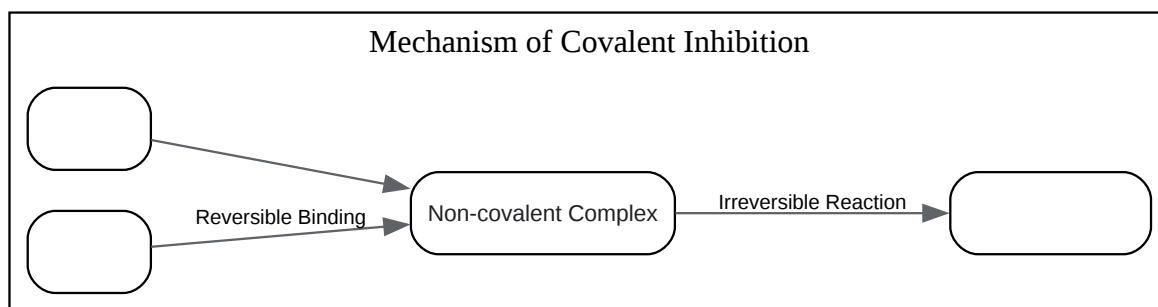 Mechanism of Covalent Inhibition
Reversible Binding
Non-covalent Complex
Irreversible Reaction